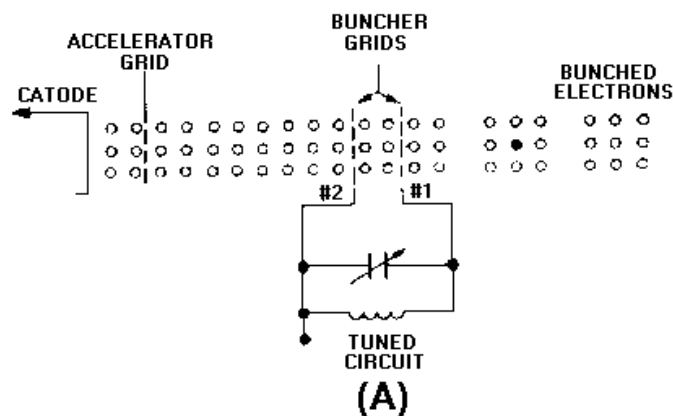 BUNCHER
GRIDS
ACCELERATOR
GRID
CATODE
BUNCHED
ELECTRONS
#2
#1
TUNED
CIRCUIT
(A)